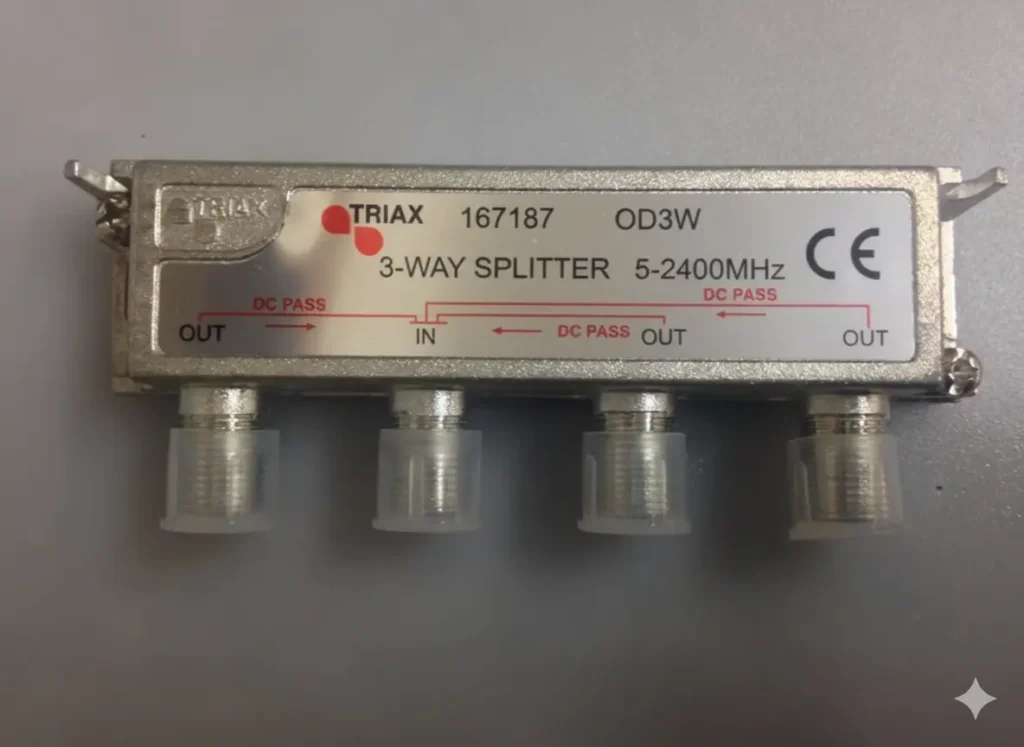 TRIAX
TRIAX 167187 OD3W
3-WAY SPLITTER 5-2400MHz CE
DC PASS DC PASS
OUT IN DC PASS OUT OUT